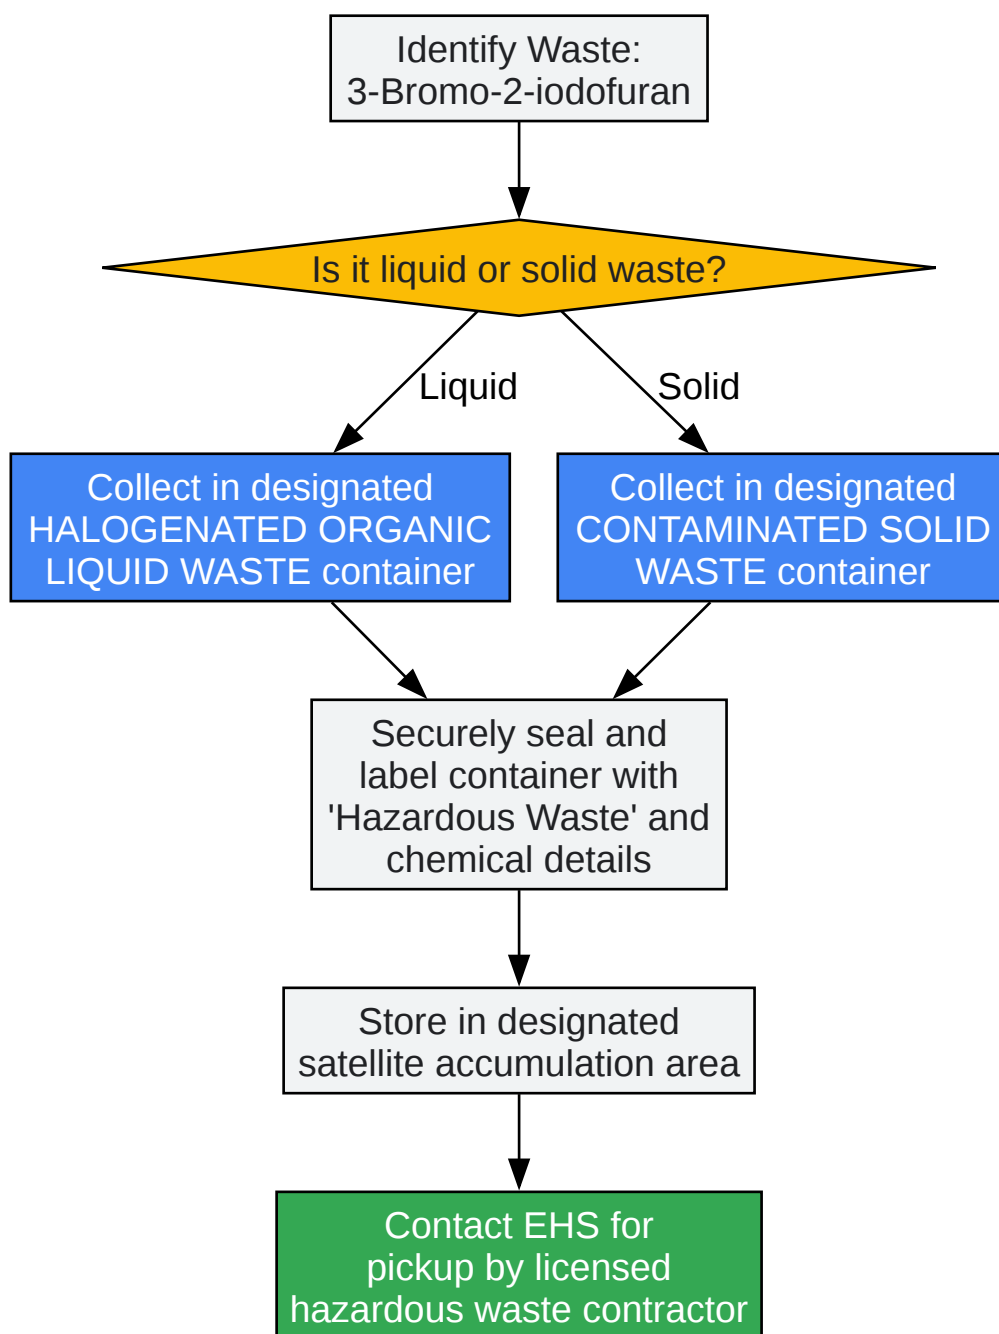 Identify Waste:
3-Bromo-2-iodofuran
Is it liquid or solid waste?
Liquid
Solid
Collect in designated
HALOGENATED ORGANIC
LIQUID WASTE container
Collect in designated
CONTAMINATED SOLID
WASTE container
Securely seal and
label container with
'Hazardous Waste' and
chemical details
Store in designated
satellite accumulation area
Contact EHS for
pickup by licensed
hazardous waste contractor